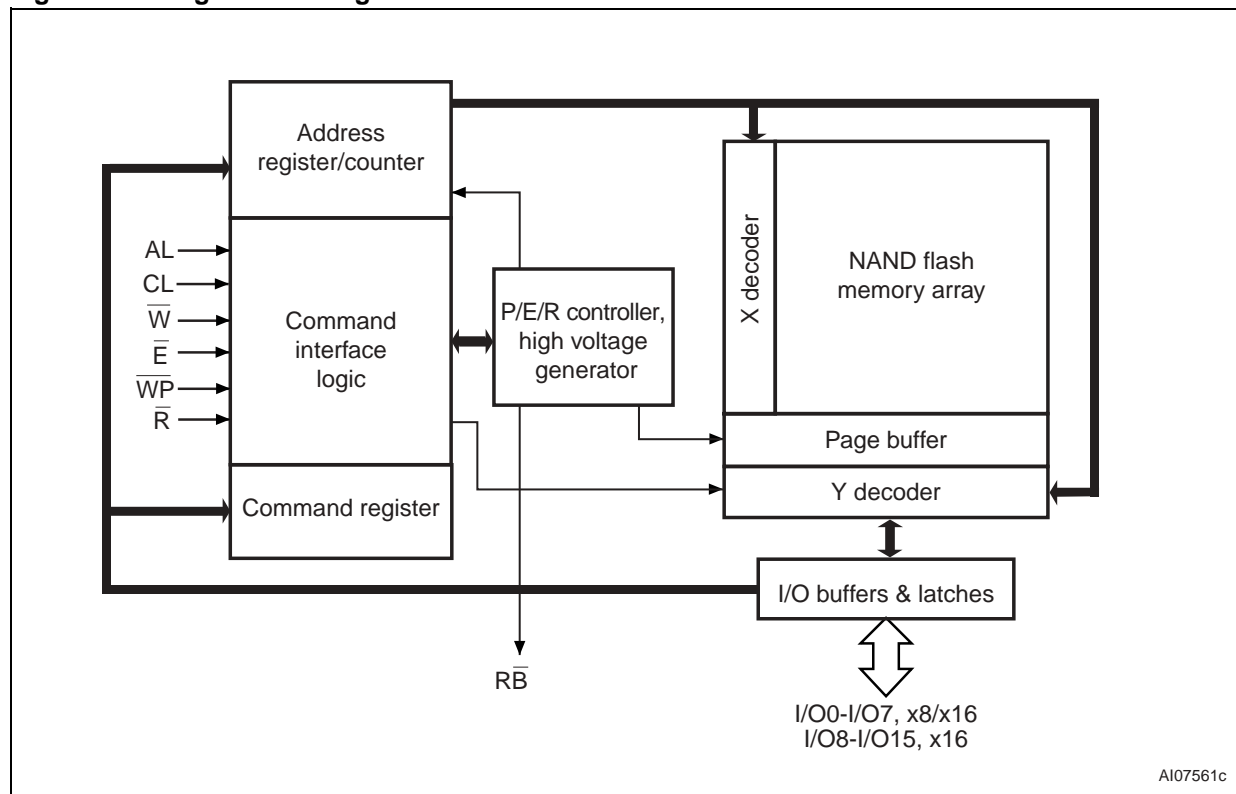 Address
register/counter
AL
CL
W̅
E̅
W̅P̅
R̅
Command
interface
logic
Command register
P/E/R controller,
high voltage
generator
RB̅
X decoder
NAND flash
memory array
Page buffer
Y decoder
I/O buffers & latches
I/O0-I/O7, x8/x16
I/O8-I/O15, x16
AI07561c